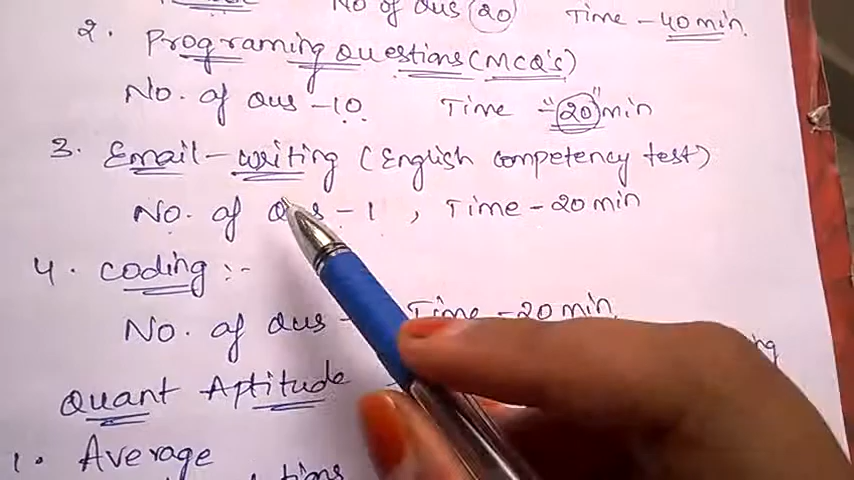 No of Qus 20 Time - 40 min.
2. Programing Questions (MCQ's)
No. of Qus - 10. Time - "20" min
3. Email - writing (English competency test)
No. of Qus - 1, Time - 20 min
4. coding :-
No. of Qus - Time - 20 min.
Quant Aptitude
1. Average